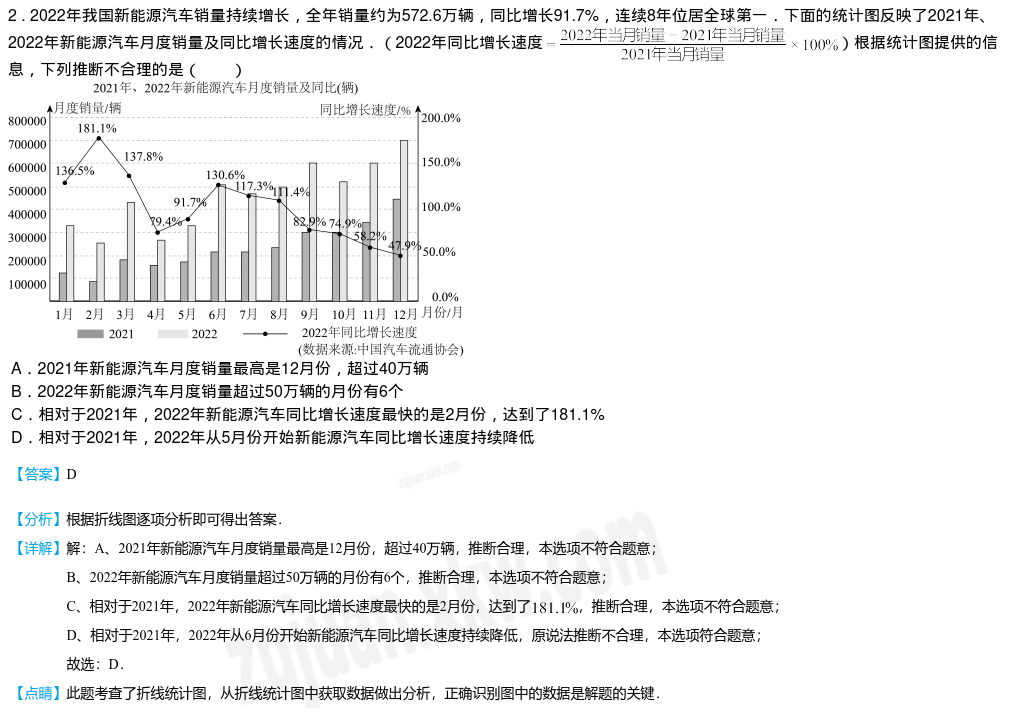 2．2022年我国新能源汽车销量持续增长，全年销量约为572.6万辆，同比增长91.7%，连续8年位居全球第一．下面的统计图反映了2021年、
2022年新能源汽车月度销量及同比增长速度的情况．（2022年同比增长速度 = (2022年当月销量 − 2021年当月销量) / 2021年当月销量 × 100%）根据统计图提供的信
息，下列推断不合理的是（　　）
2021年、2022年新能源汽车月度销量及同比(辆)
月度销量/辆 同比增长速度/%
800000
700000
600000
500000
400000
300000
200000
100000
200.0%
150.0%
100.0%
50.0%
0.0%
136.5% 181.1% 137.8% 79.4% 91.7% 130.6% 117.3% 111.4% 82.9% 74.9% 58.2% 47.9%
1月 2月 3月 4月 5月 6月 7月 8月 9月 10月 11月 12月 月份/月
2021 2022 2022年同比增长速度
(数据来源:中国汽车流通协会)
A．2021年新能源汽车月度销量最高是12月份，超过40万辆
B．2022年新能源汽车月度销量超过50万辆的月份有6个
C．相对于2021年，2022年新能源汽车同比增长速度最快的是2月份，达到了181.1%
D．相对于2021年，2022年从5月份开始新能源汽车同比增长速度持续降低
【答案】D
【分析】根据折线图逐项分析即可得出答案．
【详解】解：A、2021年新能源汽车月度销量最高是12月份，超过40万辆，推断合理，本选项不符合题意；
B、2022年新能源汽车月度销量超过50万辆的月份有6个，推断合理，本选项不符合题意；
C、相对于2021年，2022年新能源汽车同比增长速度最快的是2月份，达到了181.1%，推断合理，本选项不符合题意；
D、相对于2021年，2022年从6月份开始新能源汽车同比增长速度持续降低，原说法推断不合理，本选项符合题意；
故选：D．
【点睛】此题考查了折线统计图，从折线统计图中获取数据做出分析，正确识别图中的数据是解题的关键．
zujuan.xkw.com
zujuan.xkw.com